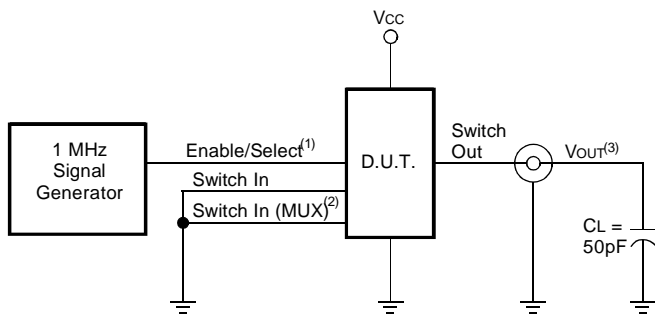 VCC
1 MHz
Signal
Generator
Enable/Select(1)
Switch In
Switch In (MUX)(2)
D.U.T.
Switch
Out
VOUT(3)
CL =
50pF